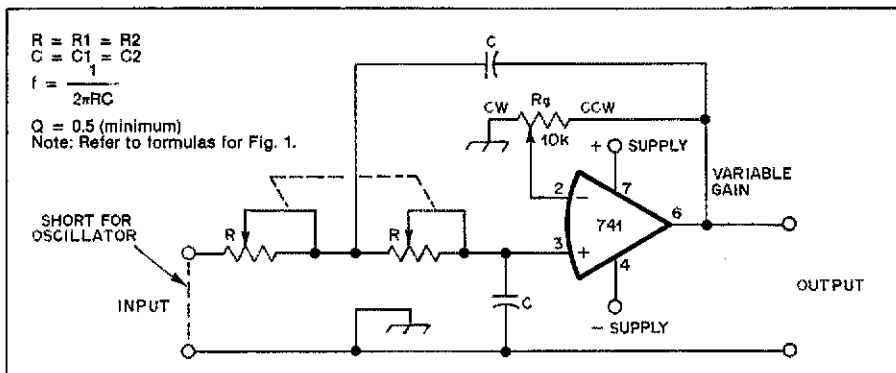 R = R1 = R2
C = C1 = C2
f = 1
2πRC
Q = 0.5 (minimum)
Note: Refer to formulas for Fig. 1.
C
CW Rg CCW
10k
+ SUPPLY
VARIABLE
GAIN
SHORT FOR
OSCILLATOR
2 − 7
741 6
R R 3 +
4
INPUT C OUTPUT
− SUPPLY